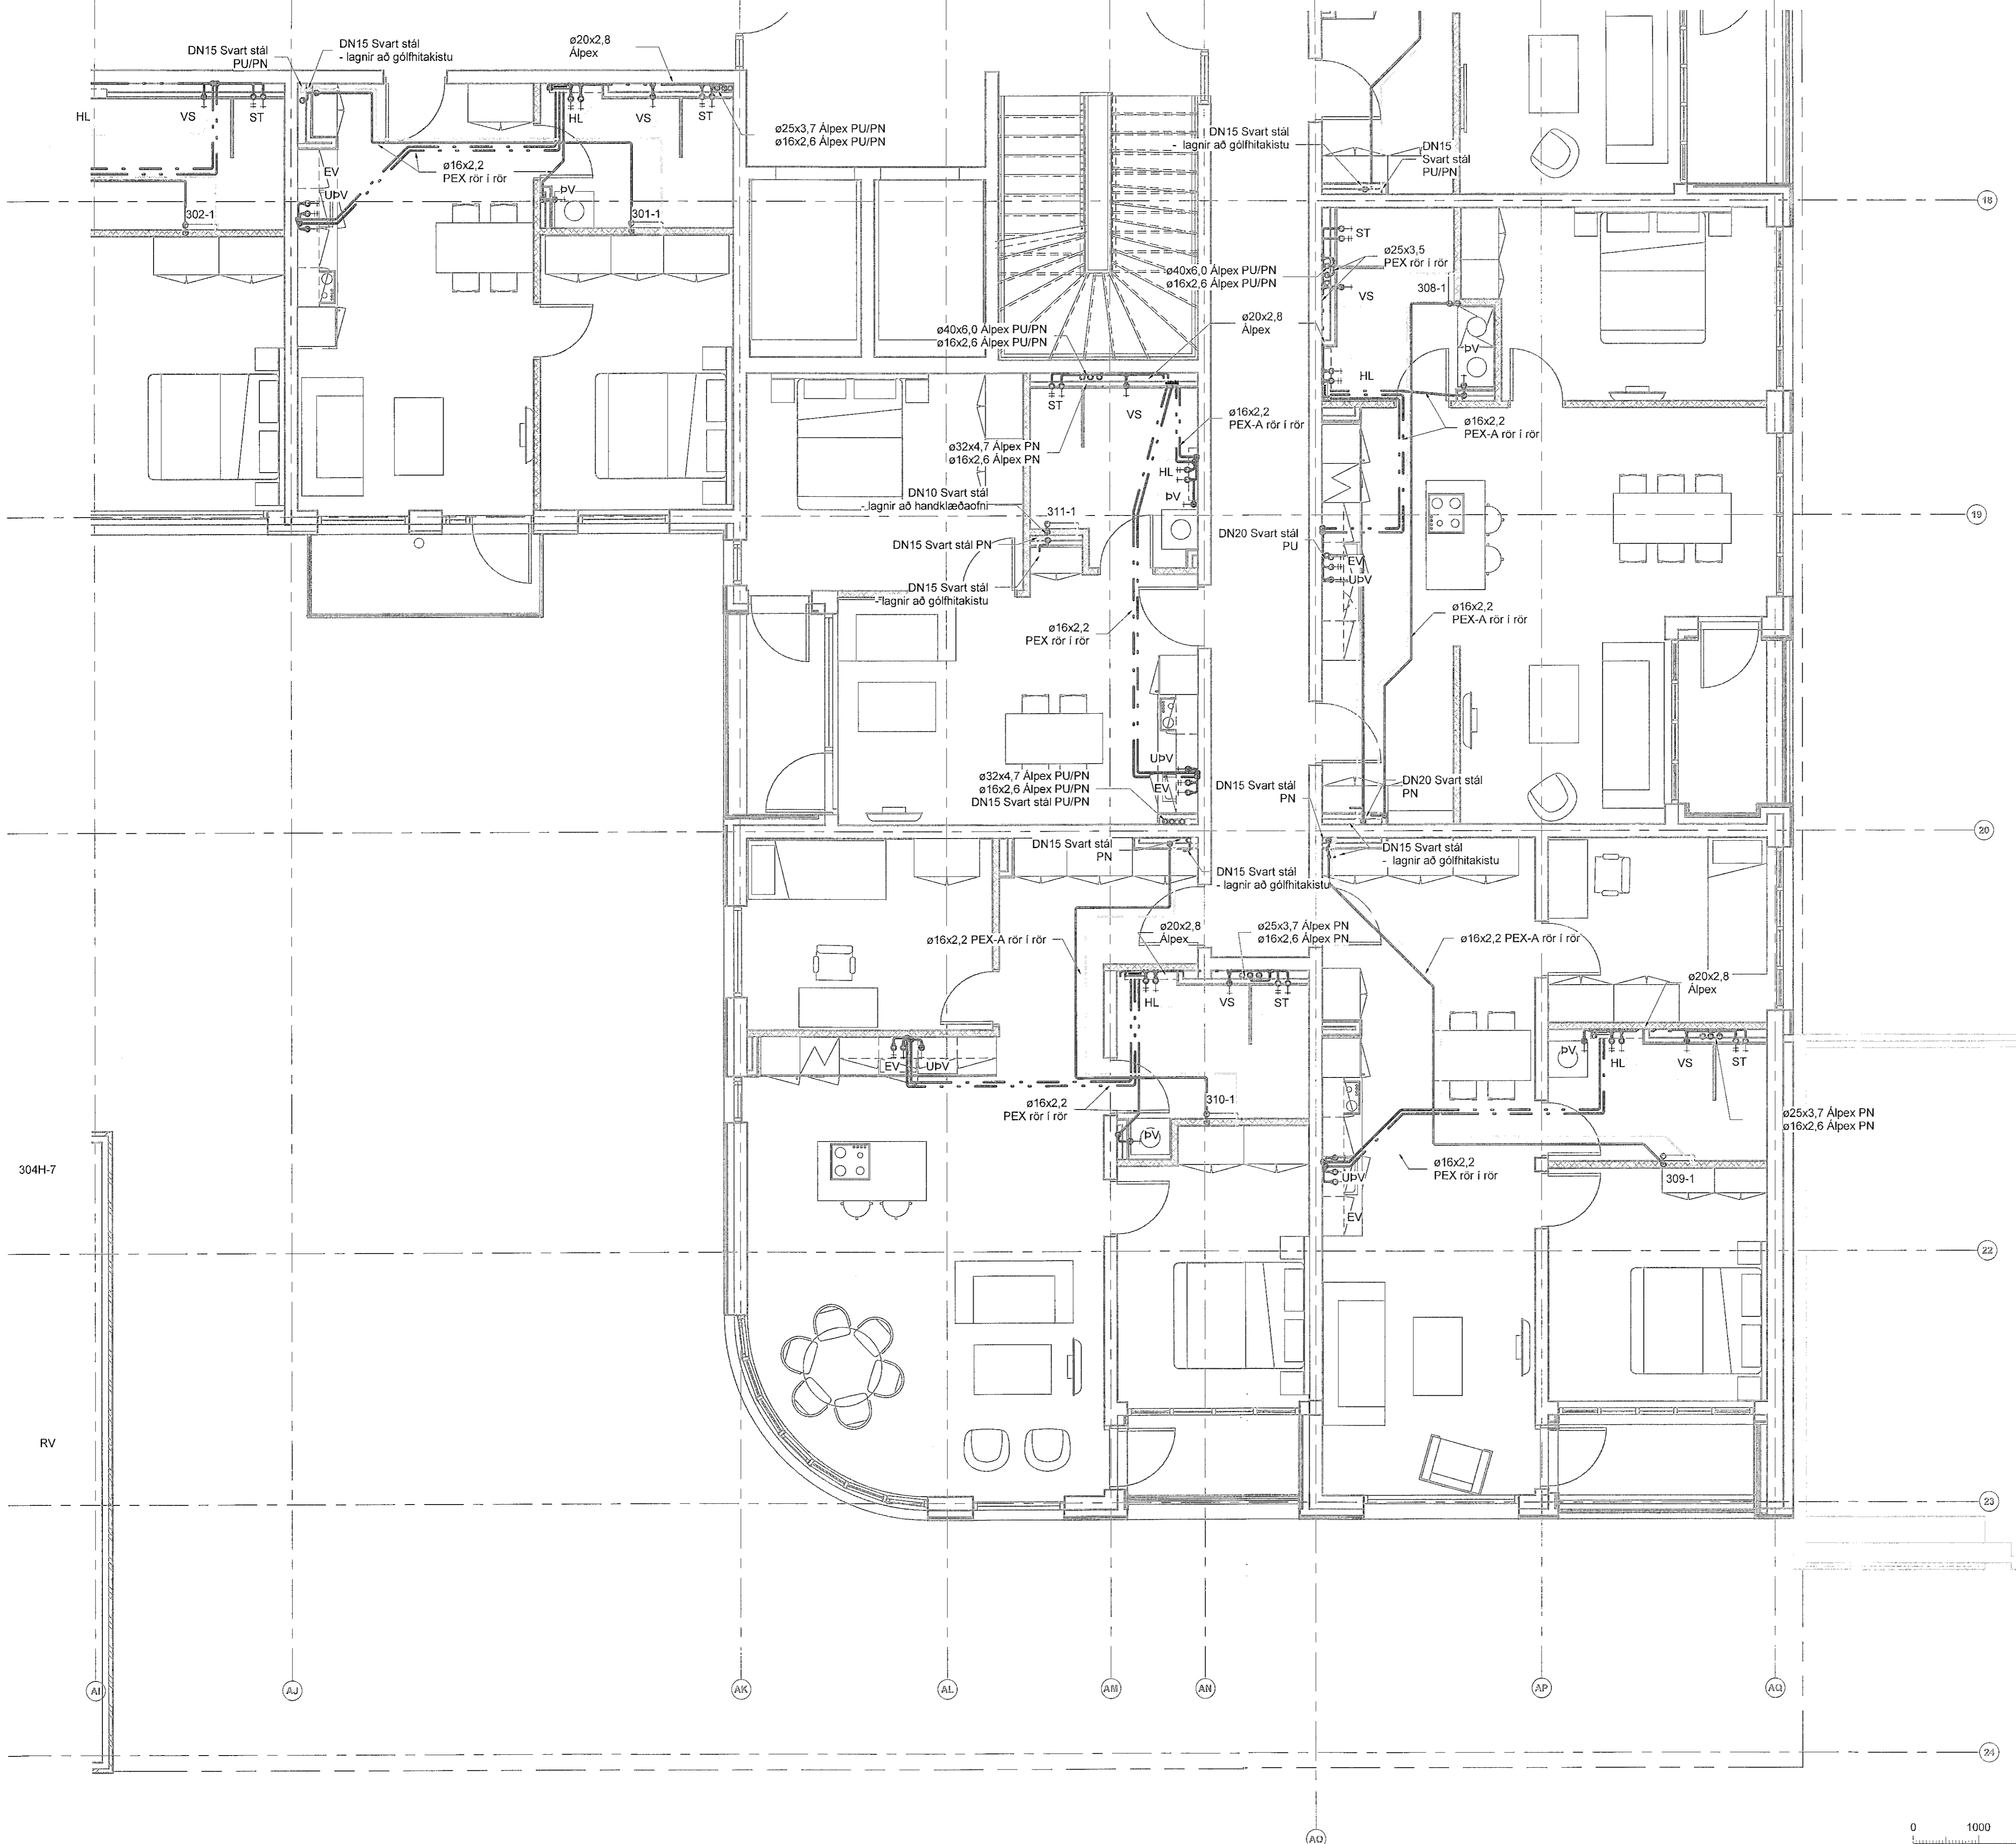 DN15 Svart stál
PU/PN
DN15 Svart stál
- lagnir að gólfhitakistu
ø20x2,8
Álpex
HL
VS
ST
HL
VS
ST
ø25x3,7 Álpex PU/PN
ø16x2,6 Álpex PU/PN
EV
UÞV
ø16x2,2
PEX rör í rör
ÞV
302-1
301-1
DN15 Svart stál
- lagnir að gólfhitakistu
DN15
Svart stál
PU/PN
18
ST
ø25x3,5
PEX rör í rör
ø40x6,0 Álpex PU/PN
ø16x2,6 Álpex PU/PN
VS
308-1
ø40x6,0 Álpex PU/PN
ø16x2,6 Álpex PU/PN
ø20x2,8
Álpex
ÞV
HL
ST
VS
ø16x2,2
PEX-A rör í rör
ø16x2,2
PEX-A rör í rör
ø32x4,7 Álpex PN
ø16x2,6 Álpex PN
HL
ÞV
DN10 Svart stál
- lagnir að handklæðaofni
311-1
19
DN15 Svart stál PN
DN20 Svart stál
PU
EV
UÞV
DN15 Svart stál
- lagnir að gólfhitakistu
ø16x2,2
PEX rör í rör
ø16x2,2
PEX-A rör í rör
UÞV
EV
ø32x4,7 Álpex PU/PN
ø16x2,6 Álpex PU/PN
DN15 Svart stál PU/PN
DN15 Svart stál
PN
DN20 Svart stál
PN
20
DN15 Svart stál
PN
DN15 Svart stál
- lagnir að gólfhitakistu
DN15 Svart stál
- lagnir að gólfhitakistu
ø16x2,2 PEX-A rör í rör
ø20x2,8
Álpex
ø25x3,7 Álpex PN
ø16x2,6 Álpex PN
ø16x2,2 PEX-A rör í rör
ø20x2,8
Álpex
HL
VS
ST
EV
UÞV
ÞV
HL
VS
ST
ø16x2,2
PEX rör í rör
310-1
ÞV
ø25x3,7 Álpex PN
ø16x2,6 Álpex PN
304H-7
ø16x2,2
PEX rör í rör
UÞV
309-1
EV
22
RV
23
AI
AJ
AK
AL
AM
AN
AP
AQ
24
AO
0 1000